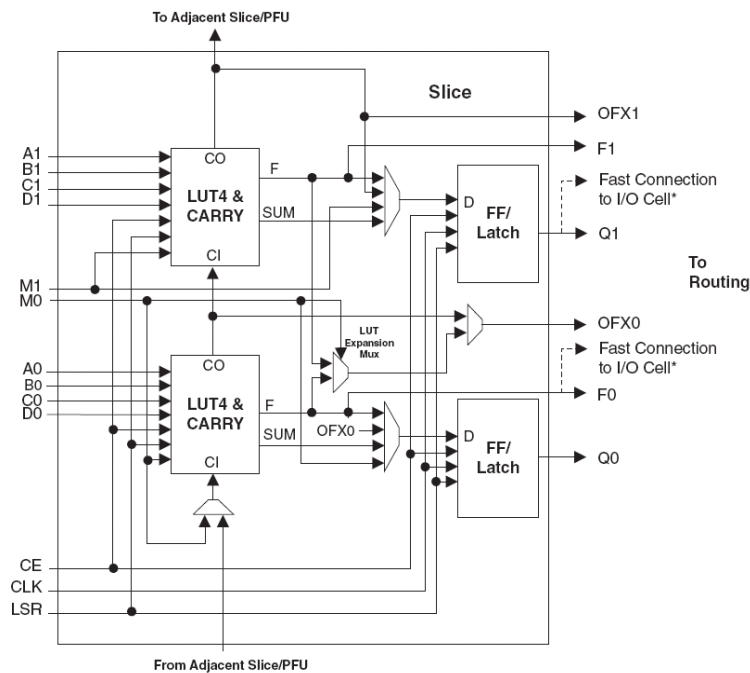 To Adjacent Slice/PFU
Slice
OFX1
F1
A1
B1
C1
D1
CO
LUT4 &
CARRY
F
SUM
CI
D
FF/
Latch
Fast Connection
to I/O Cell*
Q1
To
Routing
M1
M0
LUT
Expansion
Mux
OFX0
Fast Connection
to I/O Cell*
F0
A0
B0
C0
D0
CO
LUT4 &
CARRY
F
OFX0
SUM
CI
D
FF/
Latch
Q0
CE
CLK
LSR
From Adjacent Slice/PFU